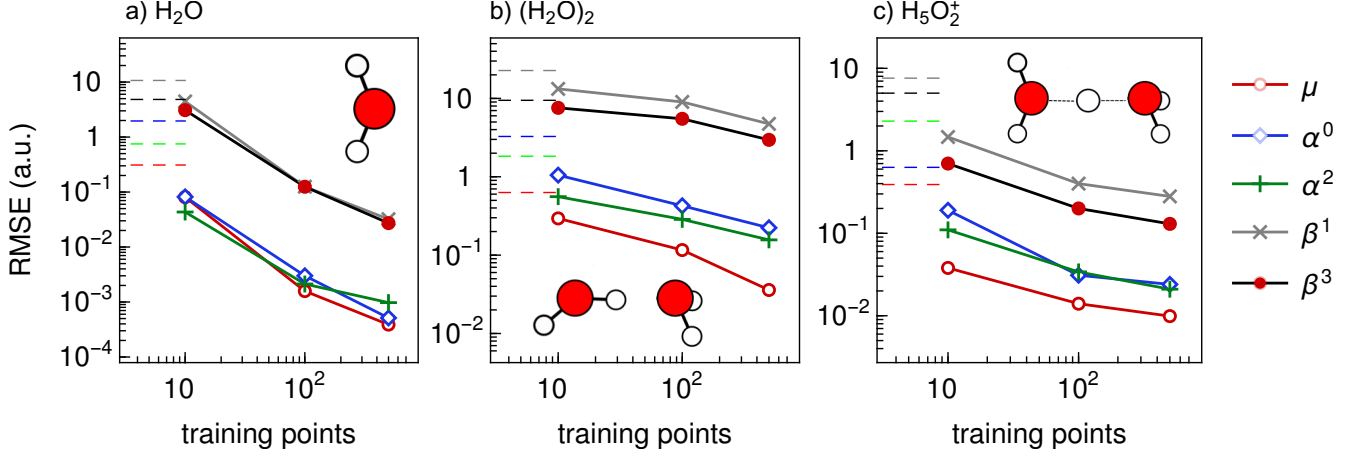 a) H₂O
b) (H₂O)₂
c) H₅O₂⁺
RMSE (a.u.)
10
1
10⁻¹
10⁻²
10⁻³
10⁻⁴
10
10²
training points
10
1
10⁻¹
10⁻²
10
10²
training points
10
1
10⁻¹
10⁻²
10
10²
training points
μ
α⁰
α²
β¹
β³